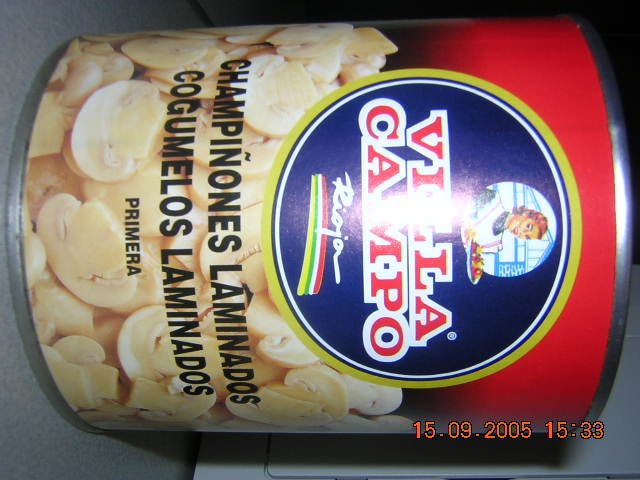 VILLA
CAMPO®
Rioja
CHAMPIÑONES LAMINADOS
COGUMELOS LAMINADOS
PRIMERA
15.09.2005 15:33